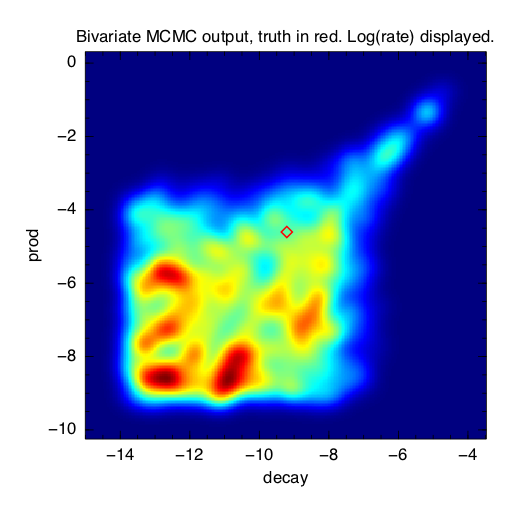 Bivariate MCMC output, truth in red. Log(rate) displayed.
0
−2
−4
−6
−8
−10
prod
−14 −12 −10 −8 −6 −4
decay